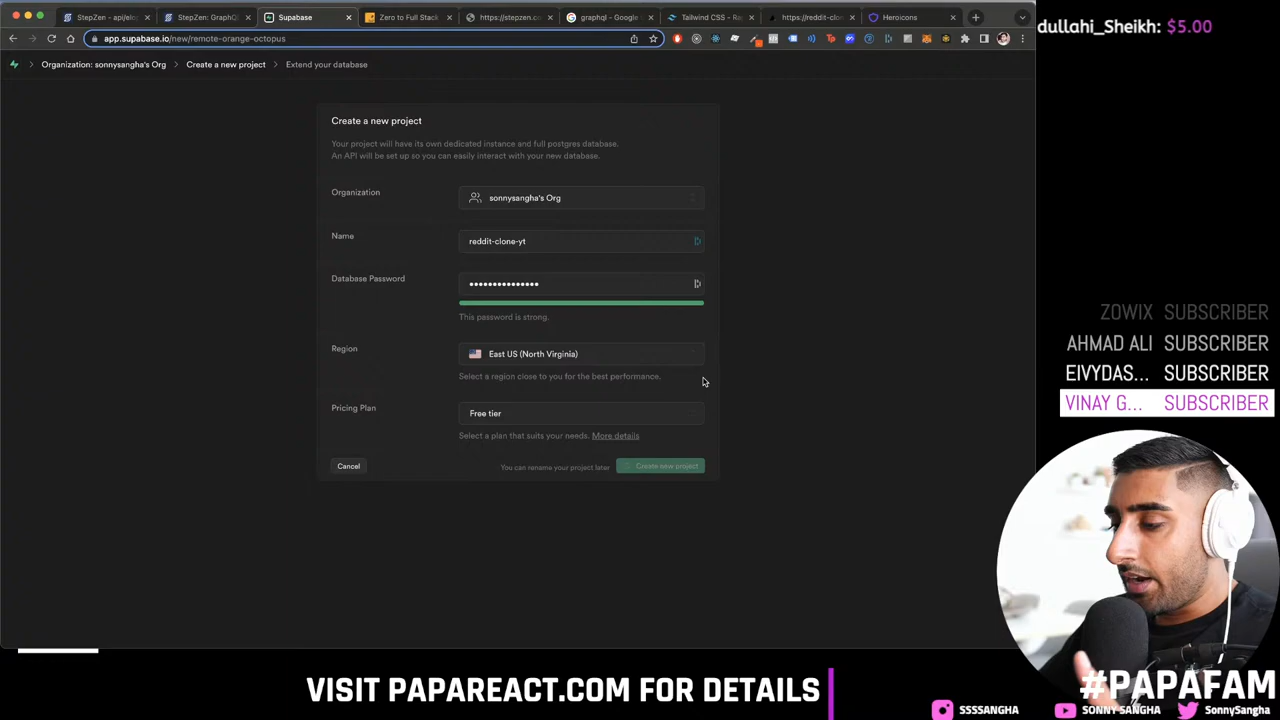 StepZen - api/elo
StepZen: GraphQ
Supabase
Zero to Full Stack
https://stepzen.c
graphql - Google
Tailwind CSS - Ra
https://reddit-clo
Heroicons
app.supabase.io/new/remote-orange-octopus
Organization: sonnysangha's Org
Create a new project
Extend your database
Create a new project
Your project will have its own dedicated instance and full postgres database.
An API will be set up so you can easily interact with your new database.
Organization
sonnysangha's Org
Name
reddit-clone-yt
Database Password
•••••••••••••••
This password is strong.
Region
East US (North Virginia)
Select a region close to you for the best performance.
Pricing Plan
Free tier
Select a plan that suits your needs. More details
Cancel
You can rename your project later
Create new project
dullahi_Sheikh: $5.00
ZOWIX SUBSCRIBER
AHMAD ALI SUBSCRIBER
EIVYDAS... SUBSCRIBER
VINAY G... SUBSCRIBER
VISIT PAPAREACT.COM FOR DETAILS
#PAPAFAM
SSSSANGHA
SONNY SANGHA
SonnySangha